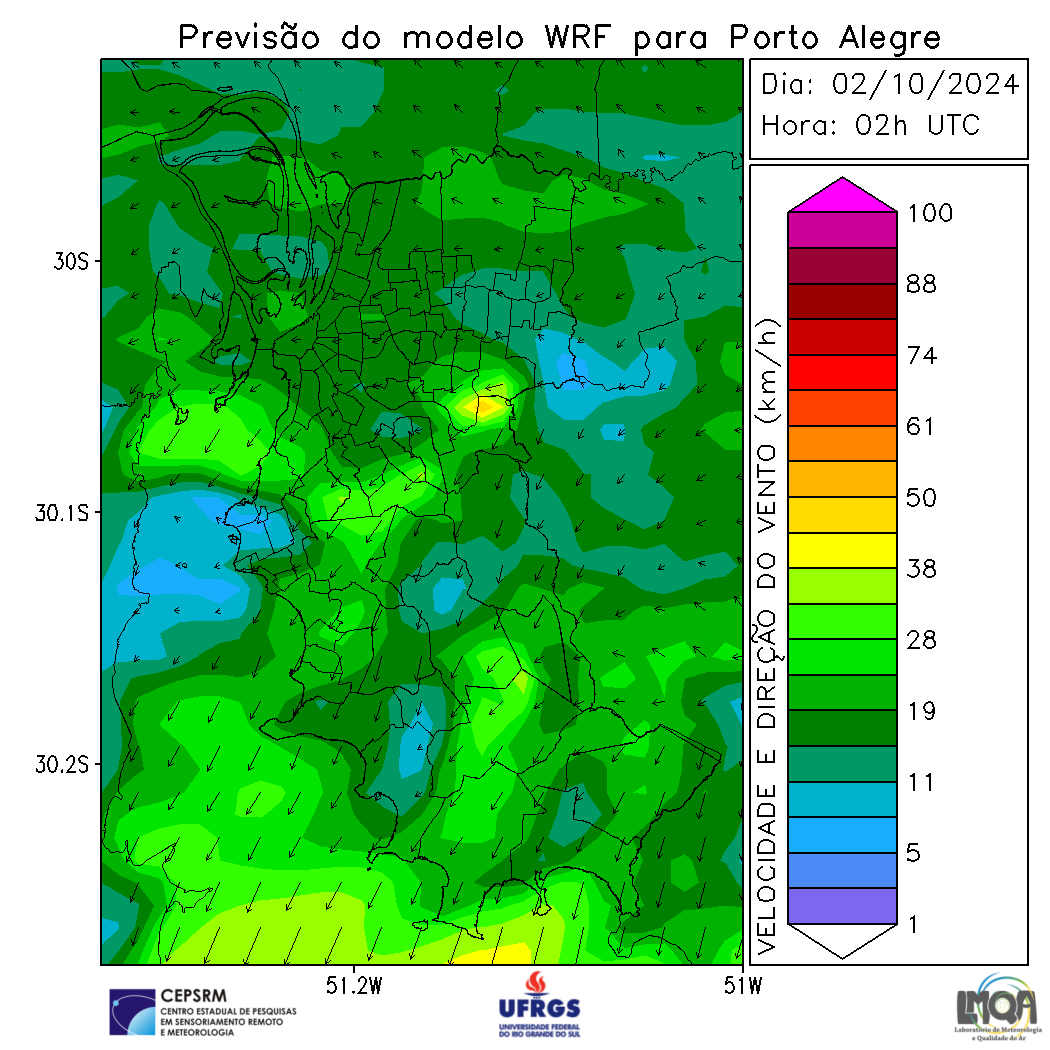 Previsão do modelo WRF para Porto Alegre
Dia: 02/10/2024
Hora: 02h UTC
30S
30.1S
30.2S
51.2W
51W
VELOCIDADE E DIREÇÃO DO VENTO (km/h)
100
88
74
61
50
38
28
19
11
5
1
CEPSRM
CENTRO ESTADUAL DE PESQUISAS
EM SENSORIAMENTO REMOTO
E METEOROLOGIA
UFRGS
UNIVERSIDADE FEDERAL
DO RIO GRANDE DO SUL
LMQA
Laboratório de Meteorologia
e Qualidade do Ar